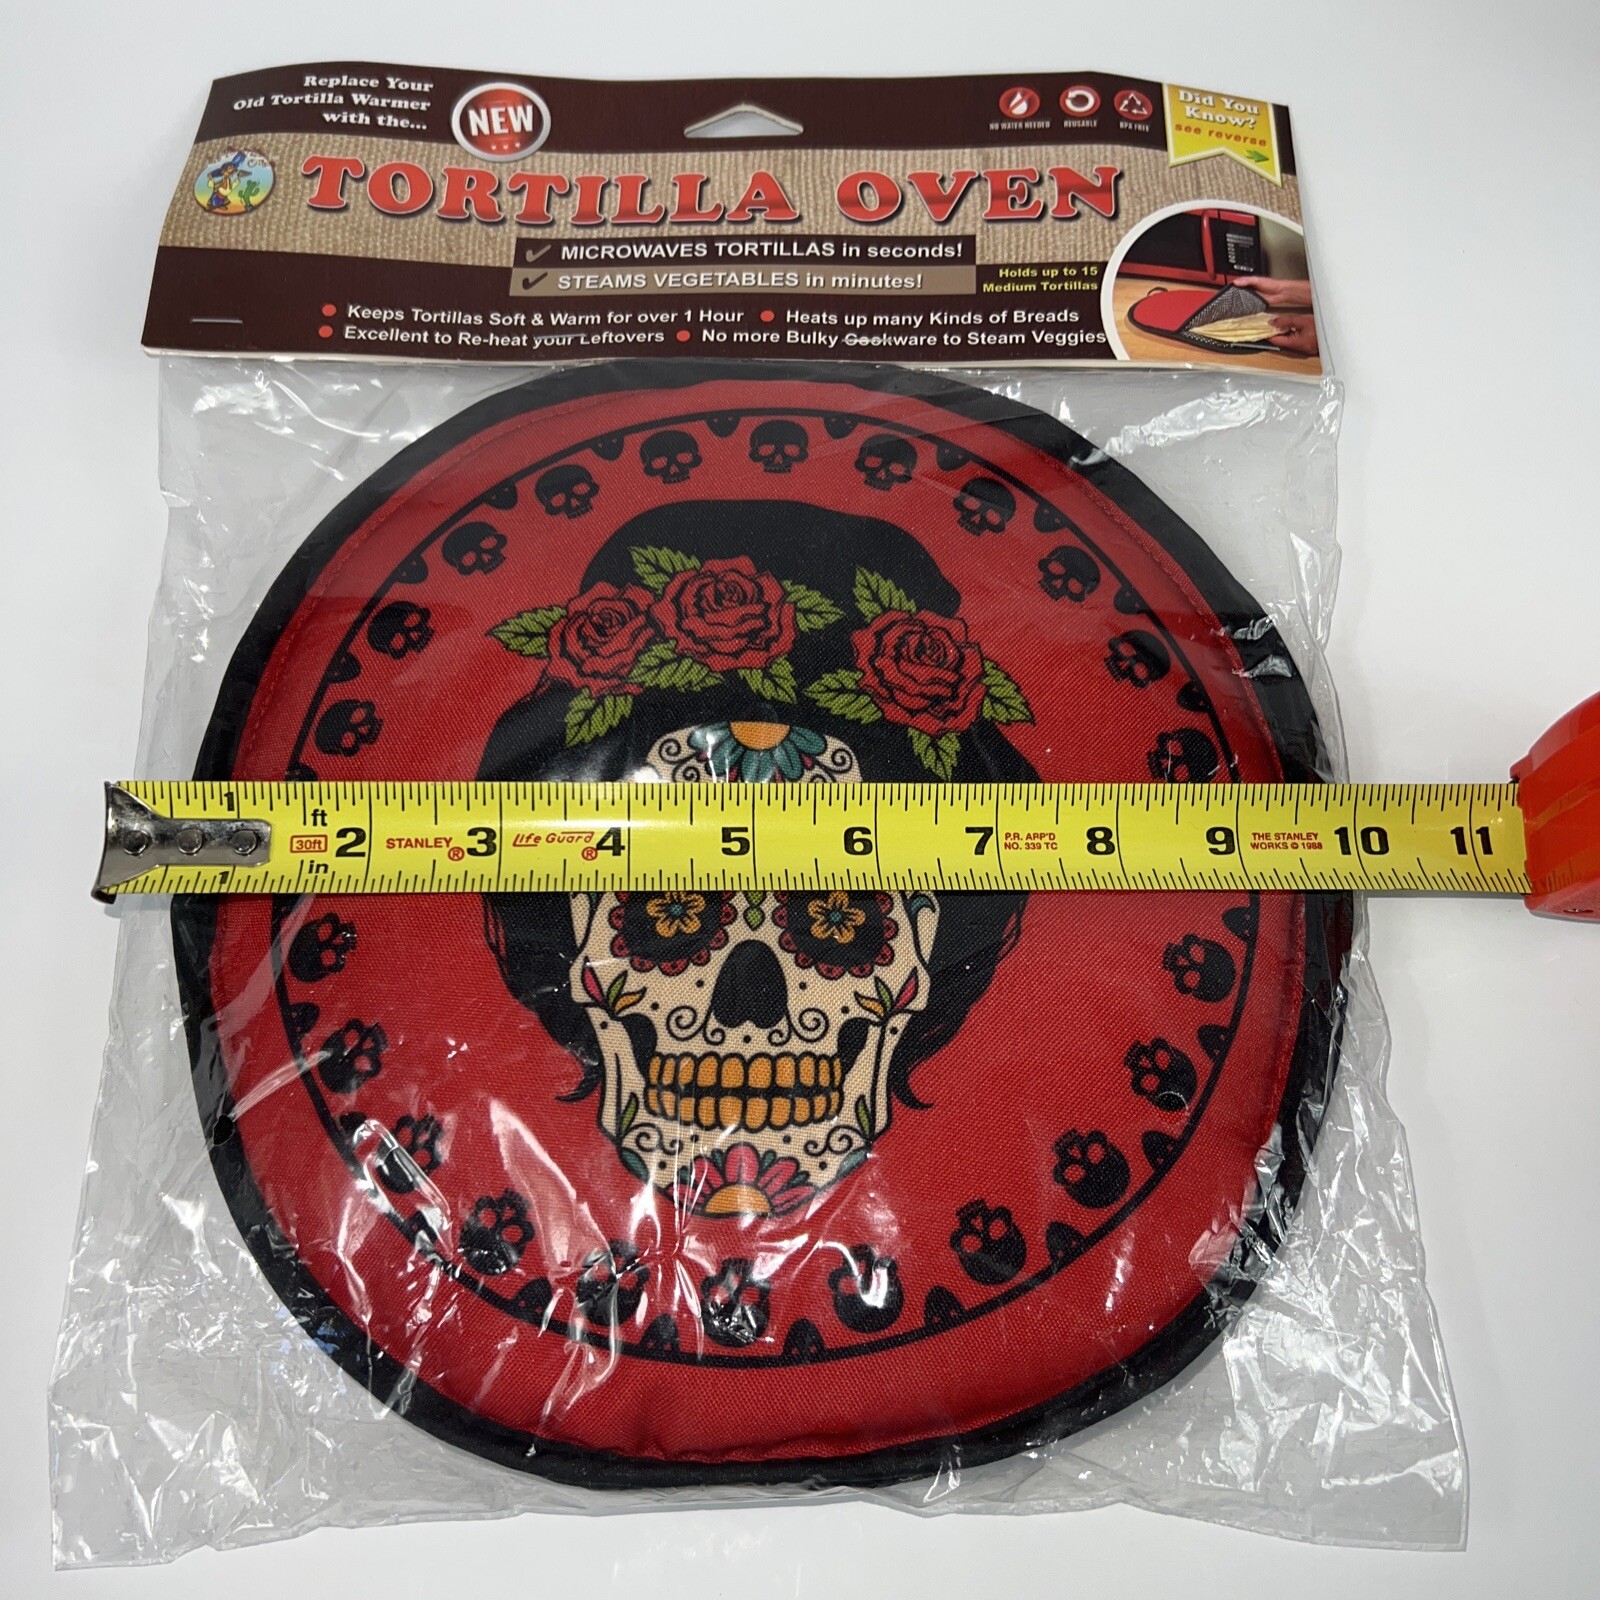 Replace Your
Old Tortilla Warmer
with the...
NEW
NO WATER NEEDED
REUSABLE
BPA FREE
Did You
Know?
see reverse
TORTILLA OVEN
✓ MICROWAVES TORTILLAS in seconds!
✓ STEAMS VEGETABLES in minutes!
Holds up to 15
Medium Tortillas
• Keeps Tortillas Soft & Warm for over 1 Hour • Heats up many Kinds of Breads
• Excellent to Re-heat your Leftovers • No more Bulky Cookware to Steam Veggies
1 ft 2 3 4 5 6 7 8 9 10 11
30ft STANLEY® Life Guard® P.R. ARP'D NO. 339 TC THE STANLEY WORKS © 1988
1 in